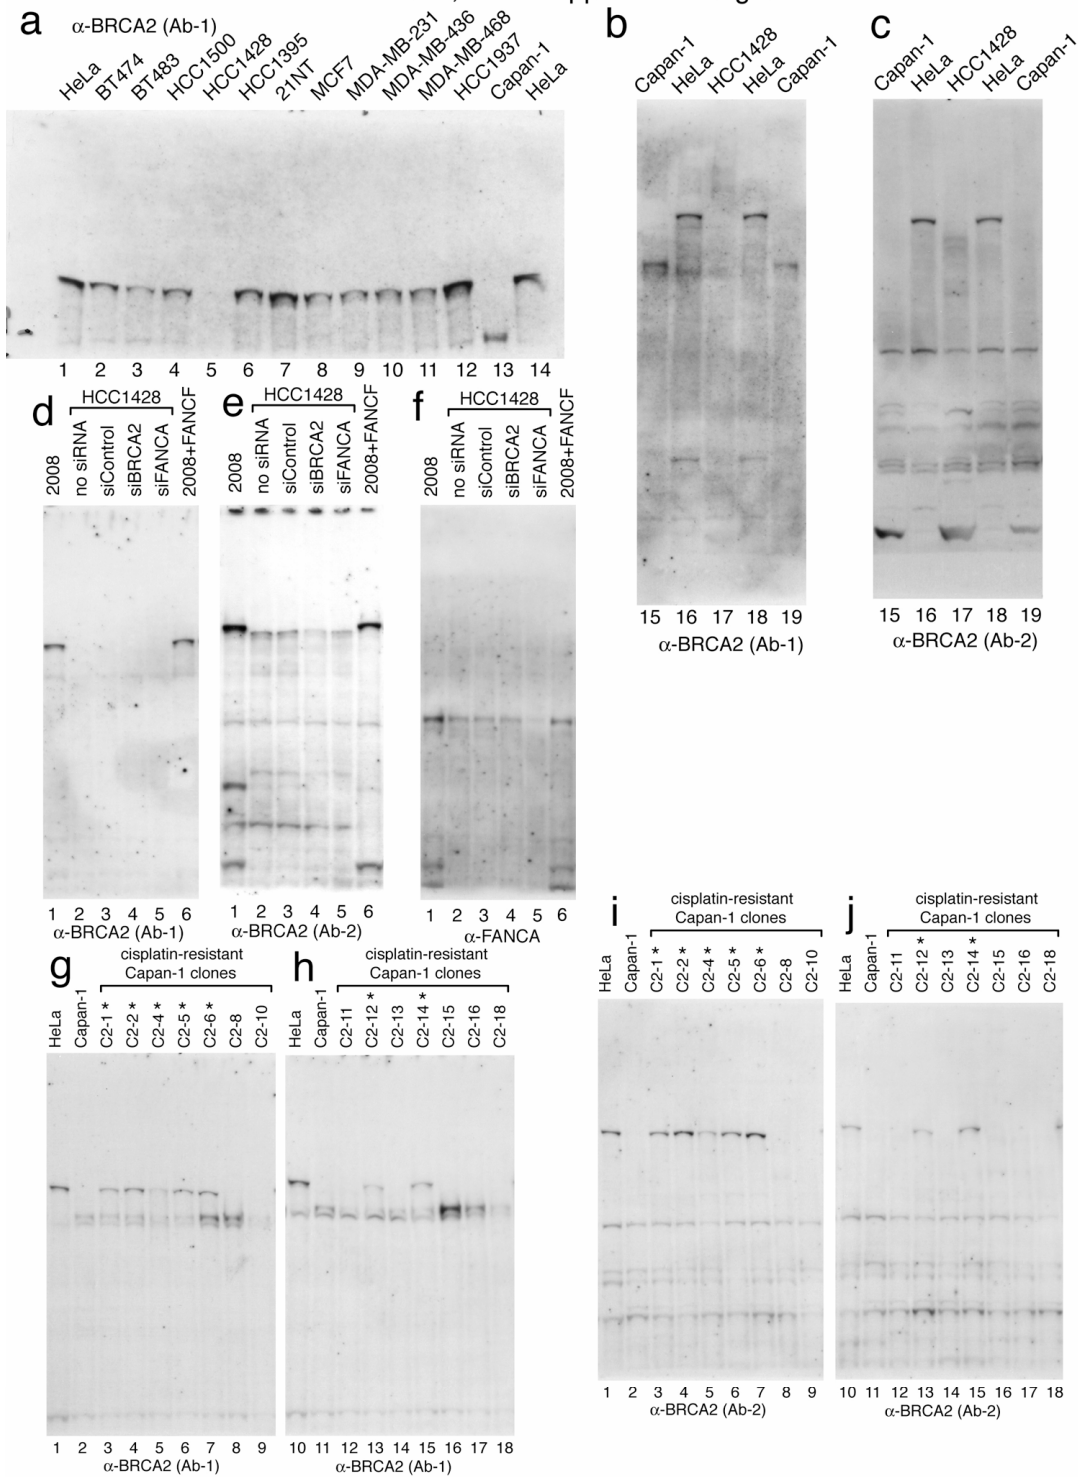 a
α-BRCA2 (Ab-1)
HeLa
BT474
BT483
HCC1500
HCC1428
HCC1395
21NT
MCF7
MDA-MB-231
MDA-MB-436
MDA-MB-468
HCC1937
Capan-1
HeLa
1 2 3 4 5 6 7 8 9 10 11 12 13 14
b
Capan-1
HeLa
HCC1428
HeLa
Capan-1
15 16 17 18 19
α-BRCA2 (Ab-1)
c
Capan-1
HeLa
HCC1428
HeLa
Capan-1
15 16 17 18 19
α-BRCA2 (Ab-2)
d
HCC1428
2008
no siRNA
siControl
siBRCA2
siFANCA
2008+FANCF
1 2 3 4 5 6
α-BRCA2 (Ab-1)
e
HCC1428
2008
no siRNA
siControl
siBRCA2
siFANCA
2008+FANCF
1 2 3 4 5 6
α-BRCA2 (Ab-2)
f
HCC1428
2008
no siRNA
siControl
siBRCA2
siFANCA
2008+FANCF
1 2 3 4 5 6
α-FANCA
g
cisplatin-resistant
Capan-1 clones
HeLa
Capan-1
C2-1 *
C2-2 *
C2-4 *
C2-5 *
C2-6 *
C2-8
C2-10
1 2 3 4 5 6 7 8 9
α-BRCA2 (Ab-1)
h
cisplatin-resistant
Capan-1 clones
HeLa
Capan-1
C2-11
C2-12 *
C2-13
C2-14 *
C2-15
C2-16
C2-18
10 11 12 13 14 15 16 17 18
α-BRCA2 (Ab-1)
i
cisplatin-resistant
Capan-1 clones
HeLa
Capan-1
C2-1 *
C2-2 *
C2-4 *
C2-5 *
C2-6 *
C2-8
C2-10
1 2 3 4 5 6 7 8 9
α-BRCA2 (Ab-2)
j
cisplatin-resistant
Capan-1 clones
HeLa
Capan-1
C2-11
C2-12 *
C2-13
C2-14 *
C2-15
C2-16
C2-18
10 11 12 13 14 15 16 17 18
α-BRCA2 (Ab-2)